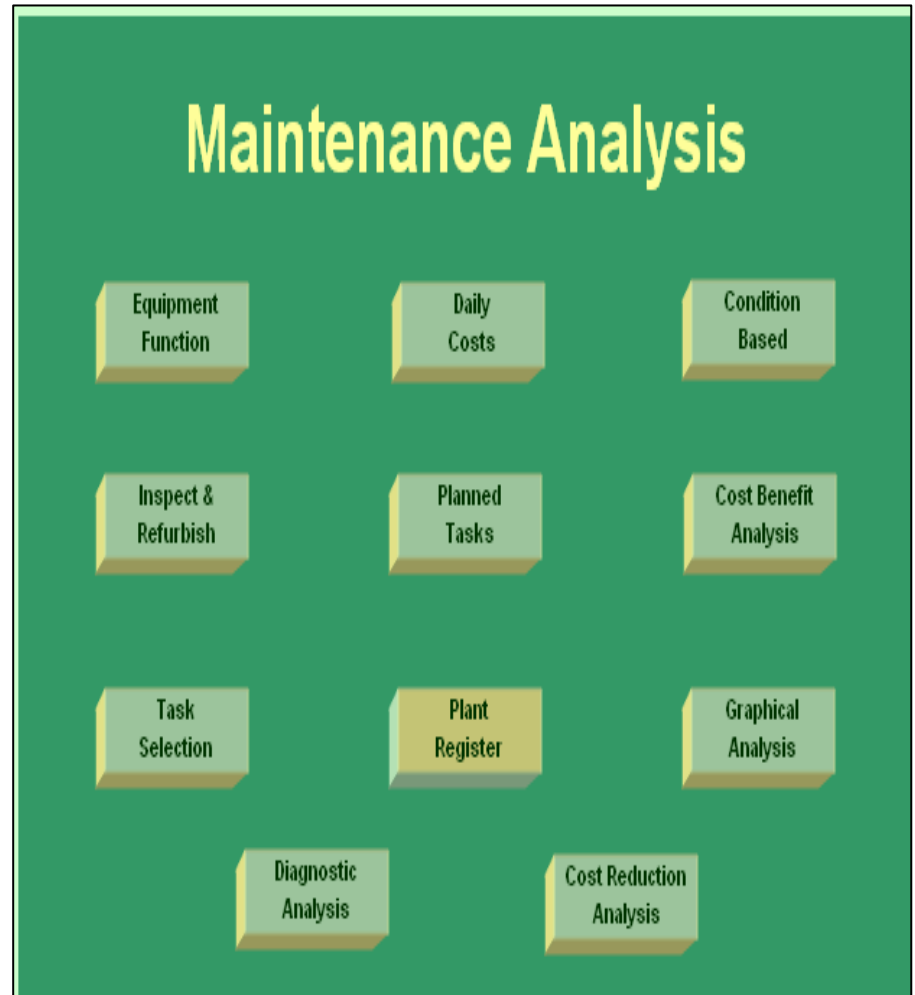 Maintenance Analysis
Equipment
Function
Daily
Costs
Condition
Based
Inspect &
Refurbish
Planned
Tasks
Cost Benefit
Analysis
Task
Selection
Plant
Register
Graphical
Analysis
Diagnostic
Analysis
Cost Reduction
Analysis